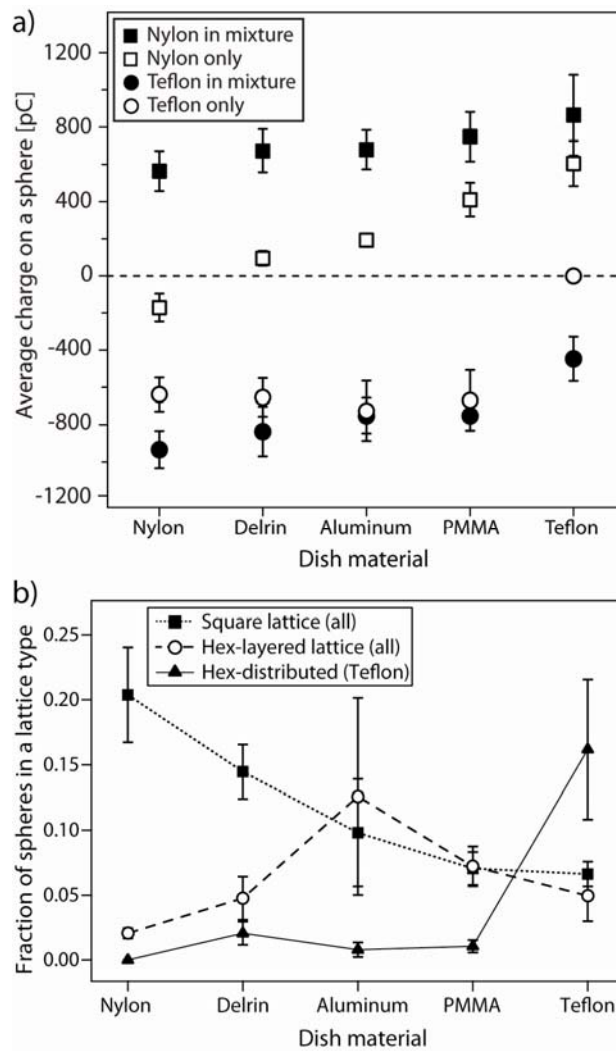 a)
Nylon in mixture
Nylon only
Teflon in mixture
Teflon only
Average charge on a sphere [pC]
1200
800
400
0
-400
-800
-1200
Nylon Delrin Aluminum PMMA Teflon
Dish material
b)
Square lattice (all)
Hex-layered lattice (all)
Hex-distributed (Teflon)
Fraction of spheres in a lattice type
0.25
0.20
0.15
0.10
0.05
0.00
Nylon Delrin Aluminum PMMA Teflon
Dish material